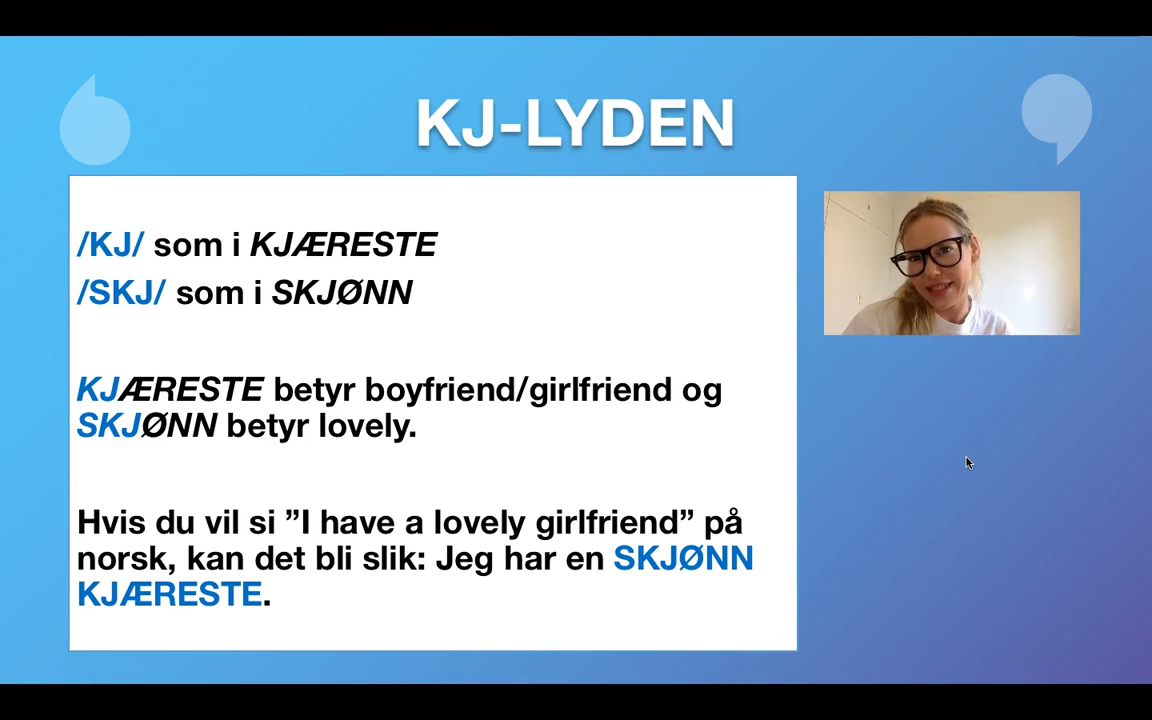 KJ-LYDEN
/KJ/ som i KJÆRESTE
/SKJ/ som i SKJØNN
KJÆRESTE betyr boyfriend/girlfriend og
SKJØNN betyr lovely.
Hvis du vil si ”I have a lovely girlfriend” på
norsk, kan det bli slik: Jeg har en SKJØNN
KJÆRESTE.